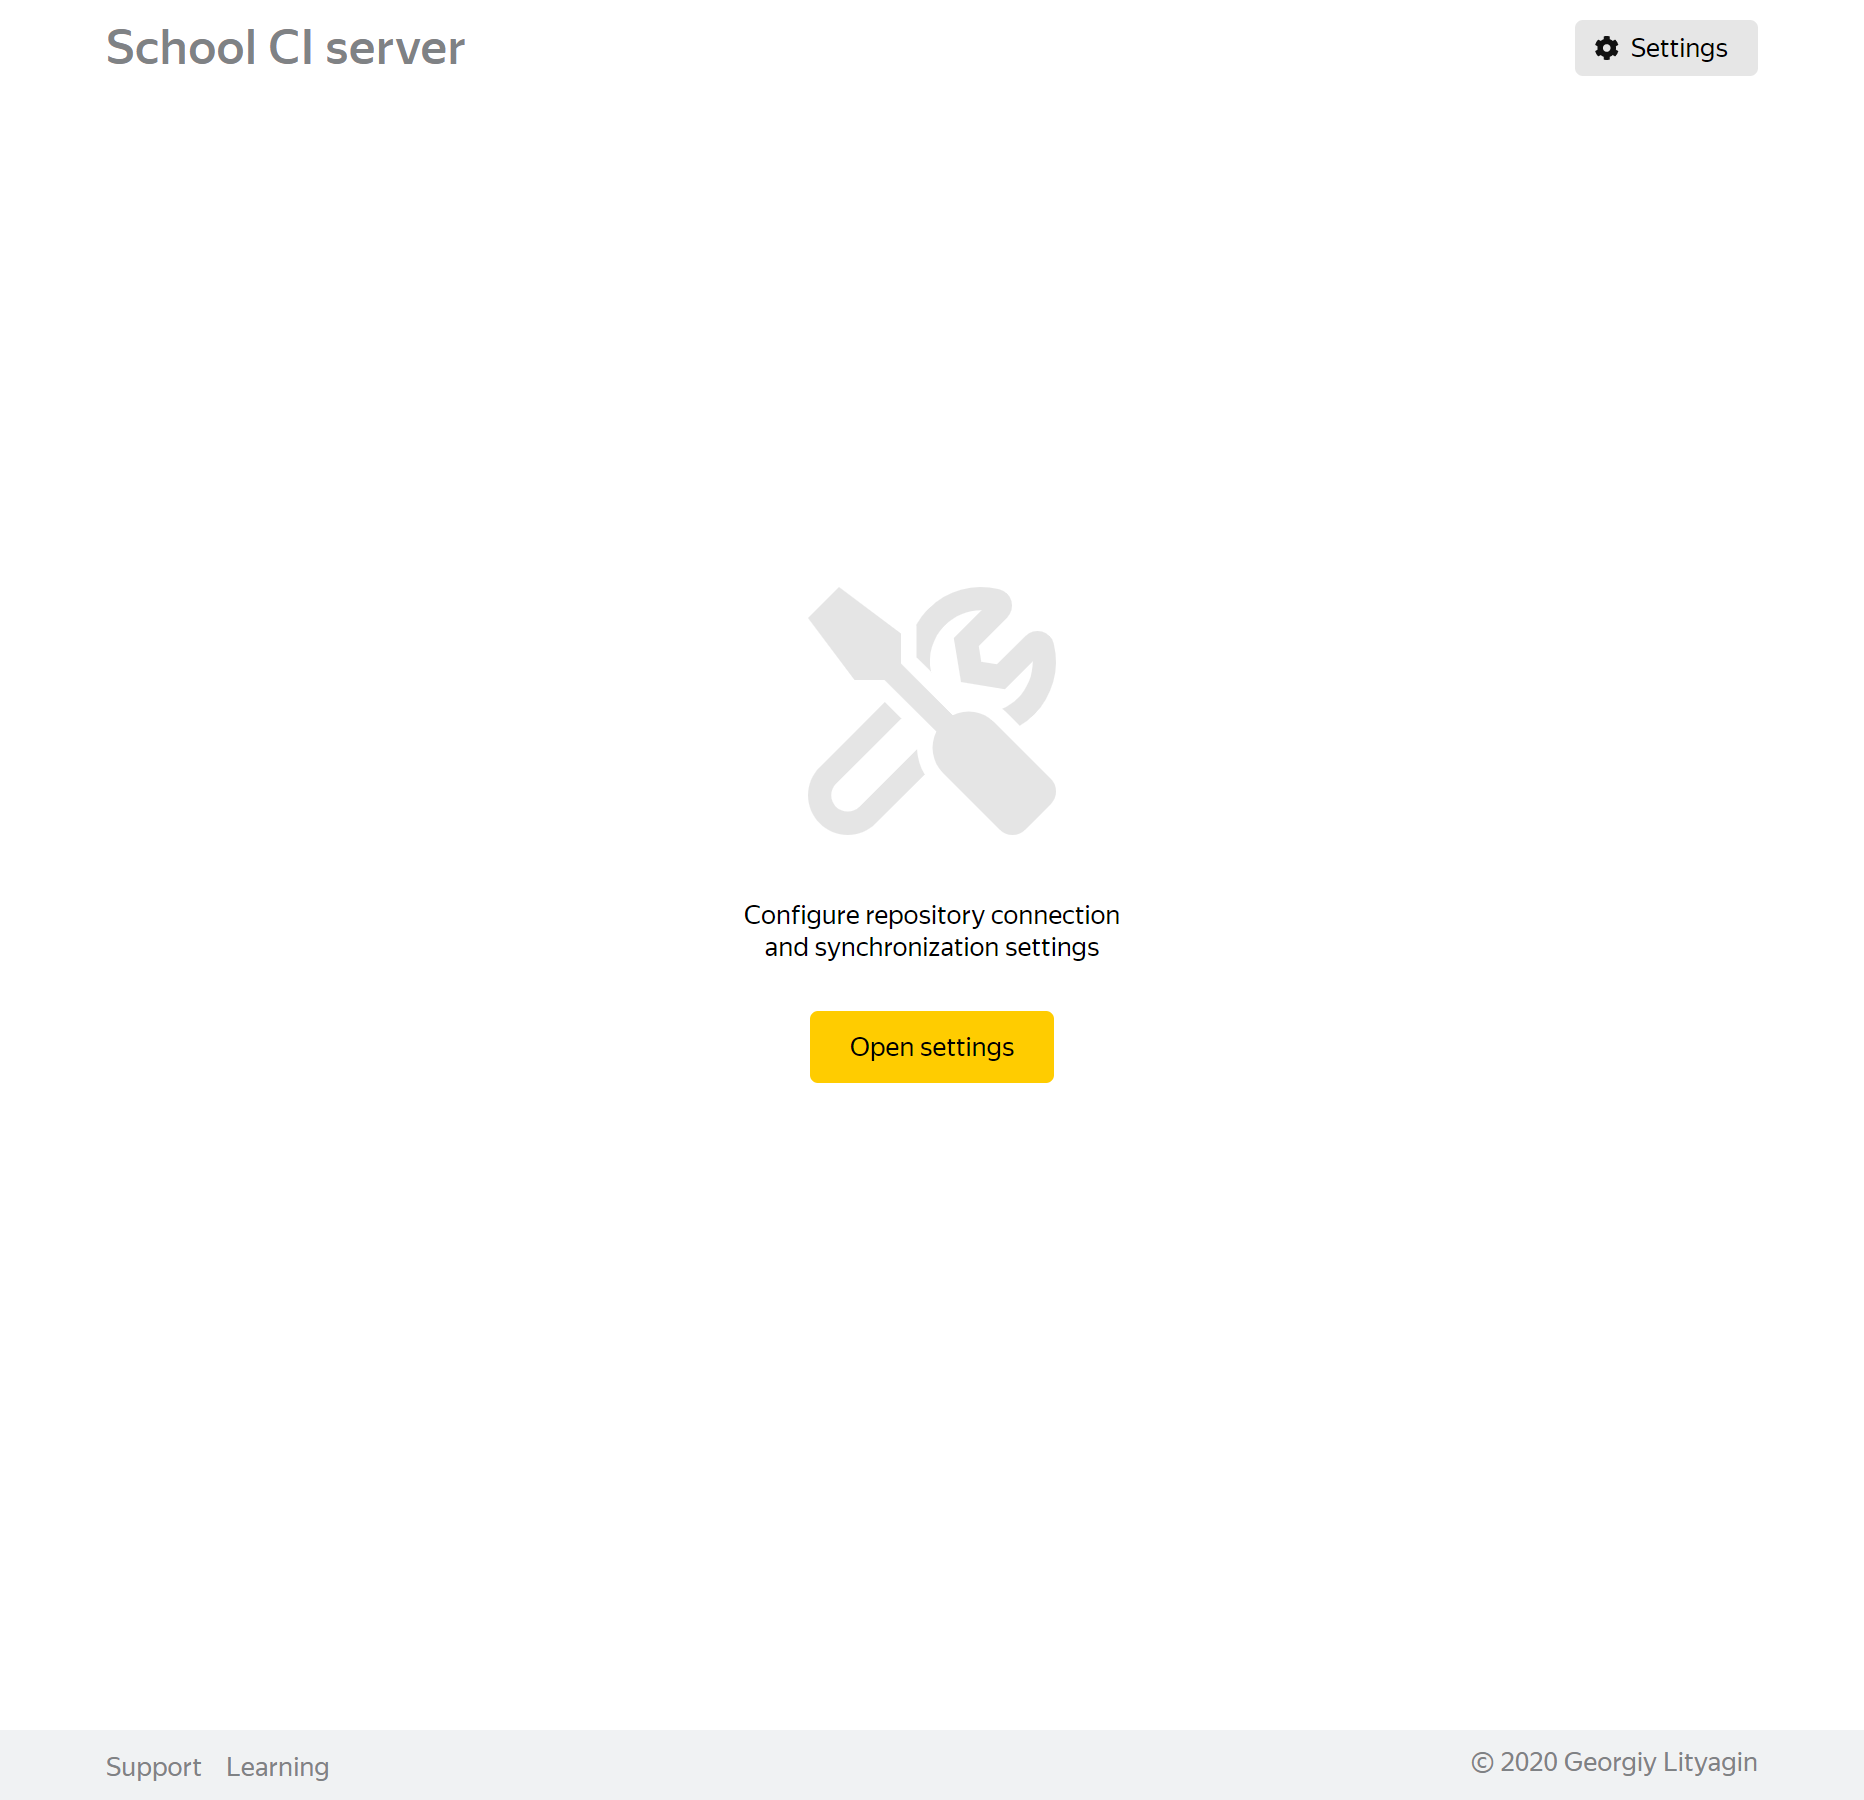 School CI server
Settings
Configure repository connection
and synchronization settings
Open settings
Support Learning
© 2020 Georgiy Lityagin